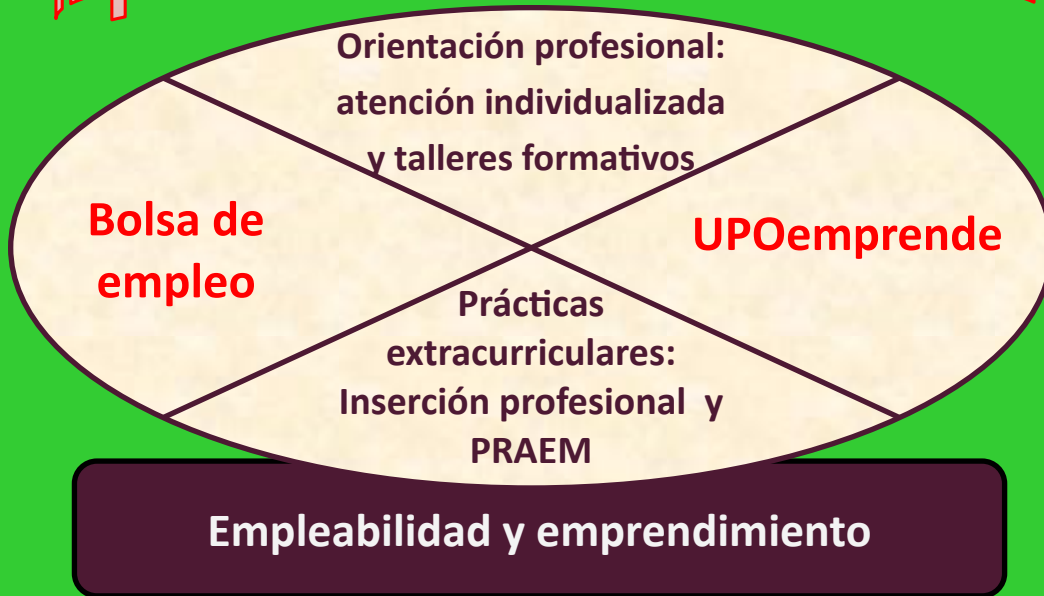 Orientación profesional:
atención individualizada
y talleres formativos
Bolsa de
empleo
UPOemprende
Prácticas
extracurriculares:
Inserción profesional y
PRAEM
Empleabilidad y emprendimiento